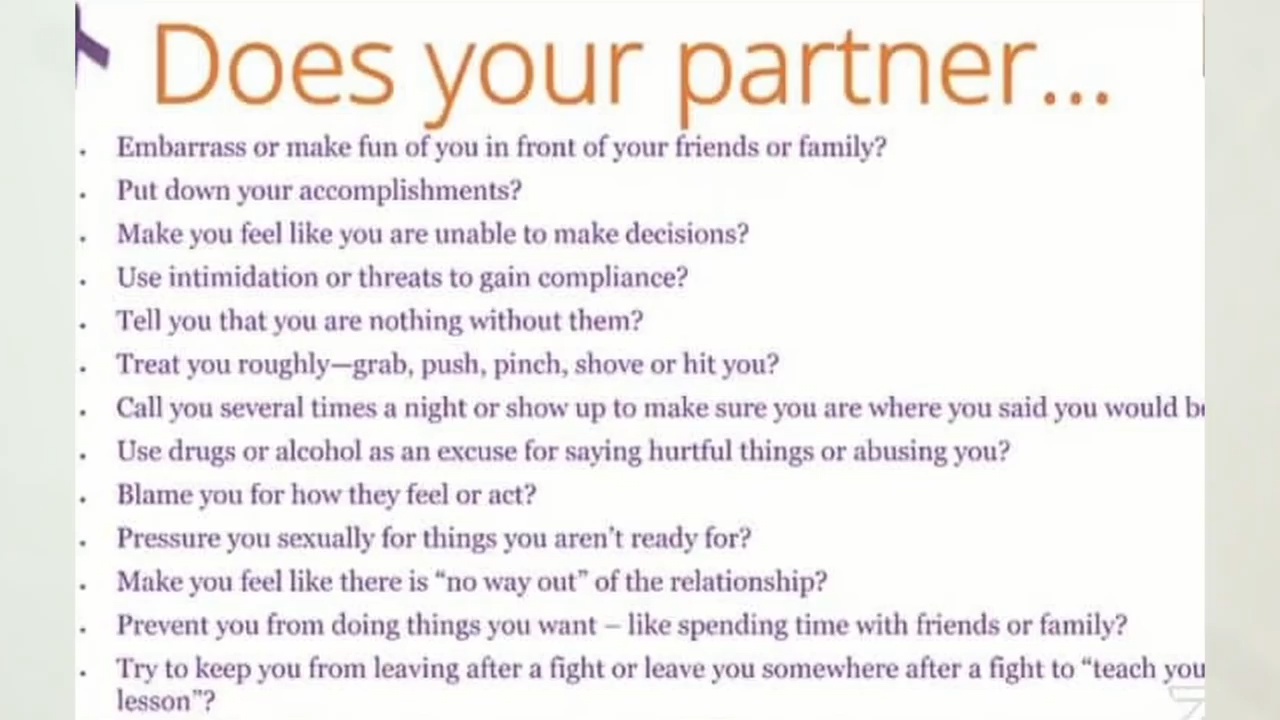 Does your partner...
. Embarrass or make fun of you in front of your friends or family?
. Put down your accomplishments?
. Make you feel like you are unable to make decisions?
. Use intimidation or threats to gain compliance?
. Tell you that you are nothing without them?
. Treat you roughly—grab, push, pinch, shove or hit you?
. Call you several times a night or show up to make sure you are where you said you would
. Use drugs or alcohol as an excuse for saying hurtful things or abusing you?
. Blame you for how they feel or act?
. Pressure you sexually for things you aren’t ready for?
. Make you feel like there is “no way out” of the relationship?
. Prevent you from doing things you want – like spending time with friends or family?
. Try to keep you from leaving after a fight or leave you somewhere after a fight to “teach you
lesson”?